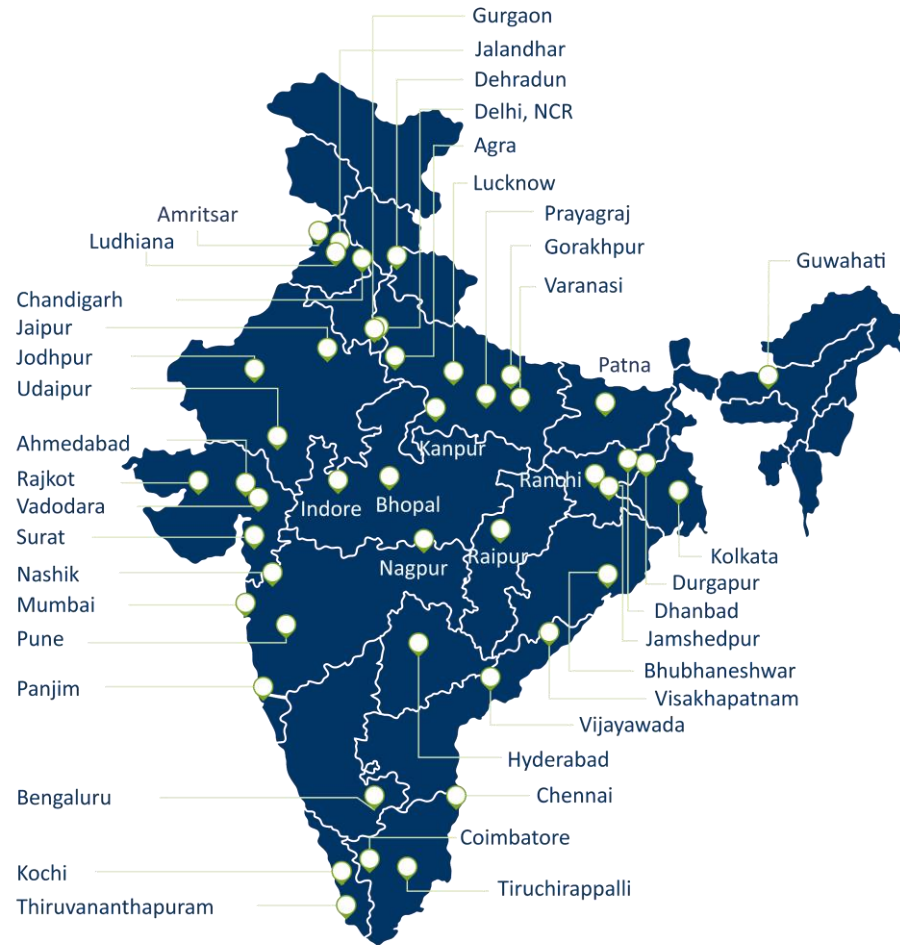 Gurgaon
Jalandhar
Dehradun
Delhi, NCR
Agra
Lucknow
Prayagraj
Amritsar
Ludhiana
Gorakhpur
Guwahati
Varanasi
Chandigarh
Jaipur
Jodhpur
Patna
Udaipur
Ahmedabad
Kanpur
Rajkot
Bhopal
Ranchi
Vadodara
Indore
Surat
Kolkata
Raipur
Nagpur
Nashik
Durgapur
Mumbai
Dhanbad
Pune
Jamshedpur
Bhubhaneshwar
Panjim
Visakhapatnam
Vijayawada
Hyderabad
Bengaluru
Chennai
Coimbatore
Kochi
Tiruchirappalli
Thiruvananthapuram